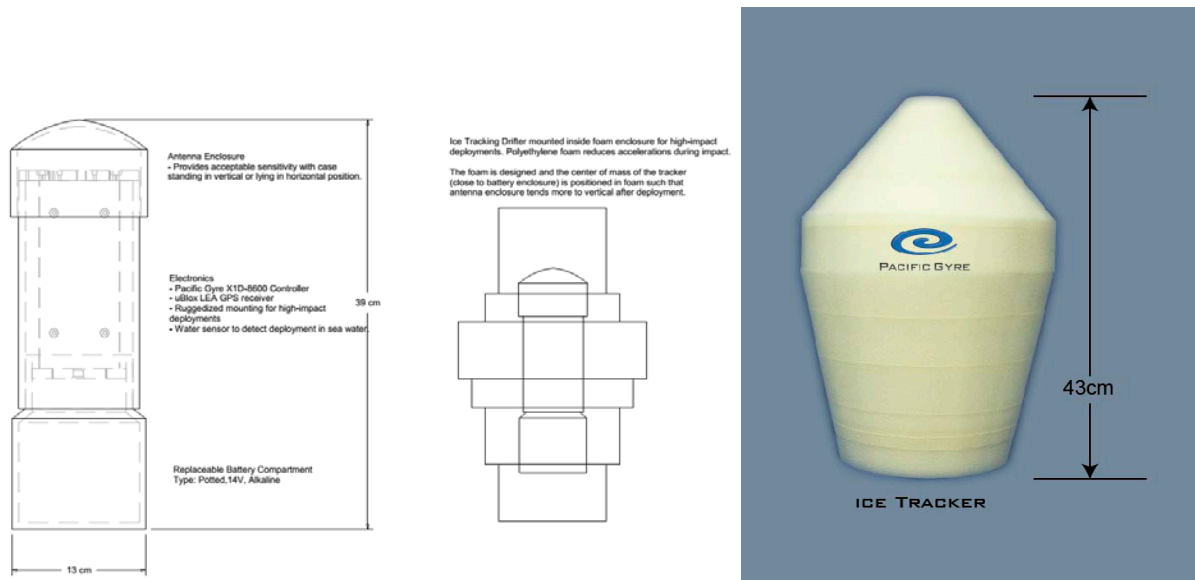 Antenna Enclosure
- Provides acceptable sensitivity with case
standing in vertical or lying in horizontal position.
Electronics
- Pacific Gyre X1D-8600 Controller
- uBlox LEA GPS receiver
- Ruggedized mounting for high-impact
deployments
- Water sensor to detect deployment in sea water.
39 cm
Replaceable Battery Compartment
Type: Potted,14V, Alkaline
13 cm
Ice Tracking Drifter mounted inside foam enclosure for high-impact
deployments. Polyethylene foam reduces accelerations during impact.
The foam is designed and the center of mass of the tracker
(close to battery enclosure) is positioned in foam such that
antenna enclosure tends more to vertical after deployment.
PACIFIC GYRE
43cm
ICE TRACKER